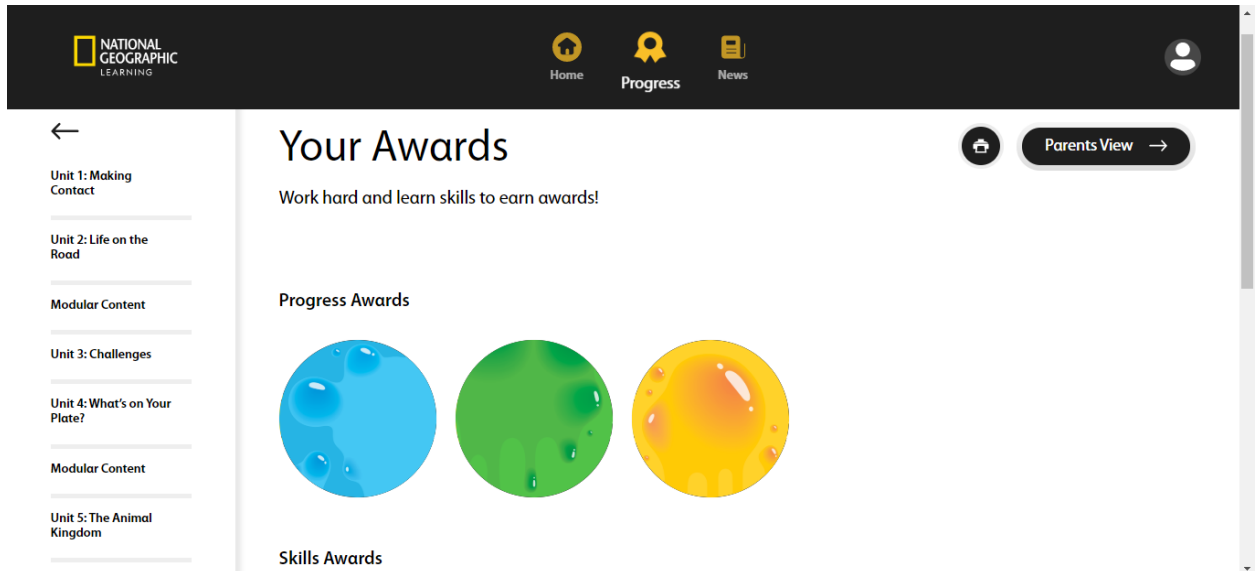 NATIONAL
GEOGRAPHIC
LEARNING
Home
Progress
News
Unit 1: Making
Contact
Unit 2: Life on the
Road
Modular Content
Unit 3: Challenges
Unit 4: What's on Your
Plate?
Modular Content
Unit 5: The Animal
Kingdom
Your Awards
Parents View
Work hard and learn skills to earn awards!
Progress Awards
Skills Awards